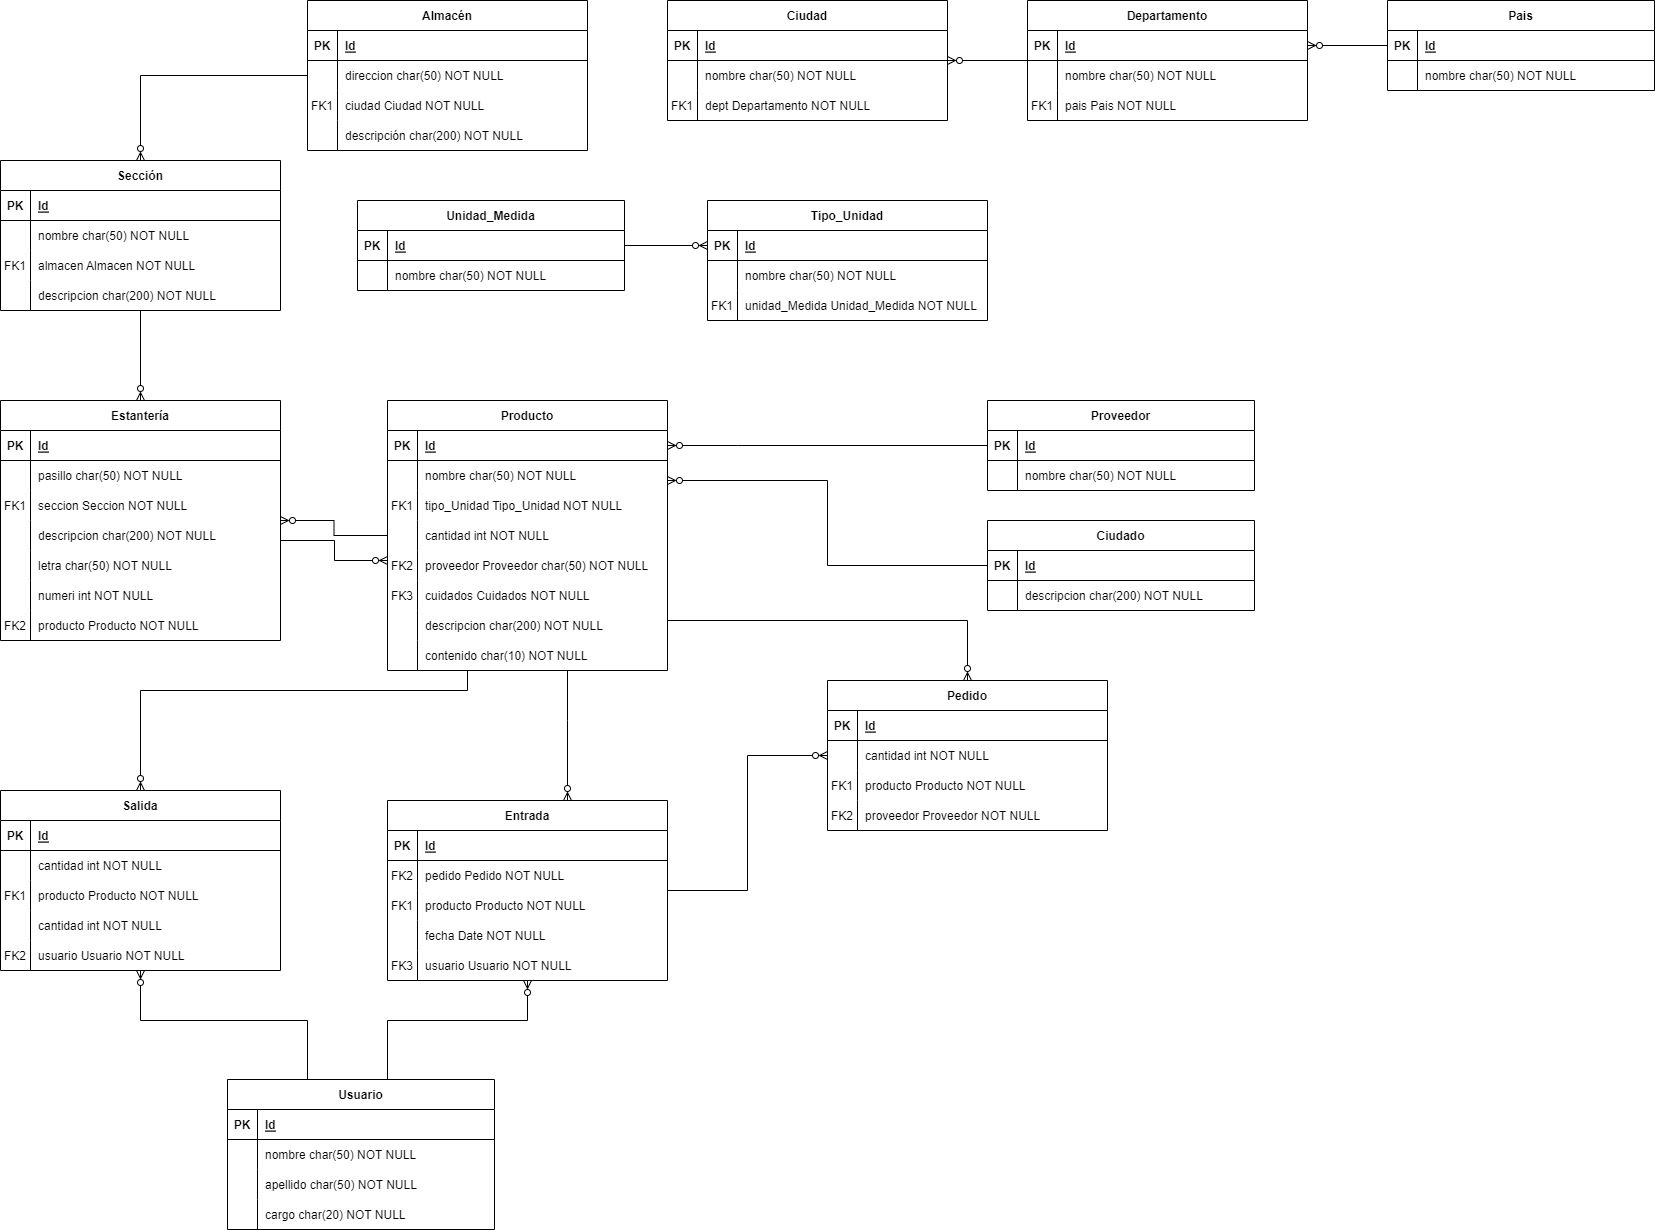 Almacén
PK Id
direccion char(50) NOT NULL
FK1 ciudad Ciudad NOT NULL
descripción char(200) NOT NULL
Ciudad
PK Id
nombre char(50) NOT NULL
FK1 dept Departamento NOT NULL
Departamento
PK Id
nombre char(50) NOT NULL
FK1 pais Pais NOT NULL
Pais
PK Id
nombre char(50) NOT NULL
Sección
PK Id
nombre char(50) NOT NULL
FK1 almacen Almacen NOT NULL
descripcion char(200) NOT NULL
Unidad_Medida
PK Id
nombre char(50) NOT NULL
Tipo_Unidad
PK Id
nombre char(50) NOT NULL
FK1 unidad_Medida Unidad_Medida NOT NULL
Estantería
PK Id
pasillo char(50) NOT NULL
FK1 seccion Seccion NOT NULL
descripcion char(200) NOT NULL
letra char(50) NOT NULL
numeri int NOT NULL
FK2 producto Producto NOT NULL
Producto
PK Id
nombre char(50) NOT NULL
FK1 tipo_Unidad Tipo_Unidad NOT NULL
cantidad int NOT NULL
FK2 proveedor Proveedor char(50) NOT NULL
FK3 cuidados Cuidados NOT NULL
descripcion char(200) NOT NULL
contenido char(10) NOT NULL
Proveedor
PK Id
nombre char(50) NOT NULL
Ciudado
PK Id
descripcion char(200) NOT NULL
Pedido
PK Id
cantidad int NOT NULL
FK1 producto Producto NOT NULL
FK2 proveedor Proveedor NOT NULL
Salida
PK Id
cantidad int NOT NULL
FK1 producto Producto NOT NULL
cantidad int NOT NULL
FK2 usuario Usuario NOT NULL
Entrada
PK Id
FK2 pedido Pedido NOT NULL
FK1 producto Producto NOT NULL
fecha Date NOT NULL
FK3 usuario Usuario NOT NULL
Usuario
PK Id
nombre char(50) NOT NULL
apellido char(50) NOT NULL
cargo char(20) NOT NULL